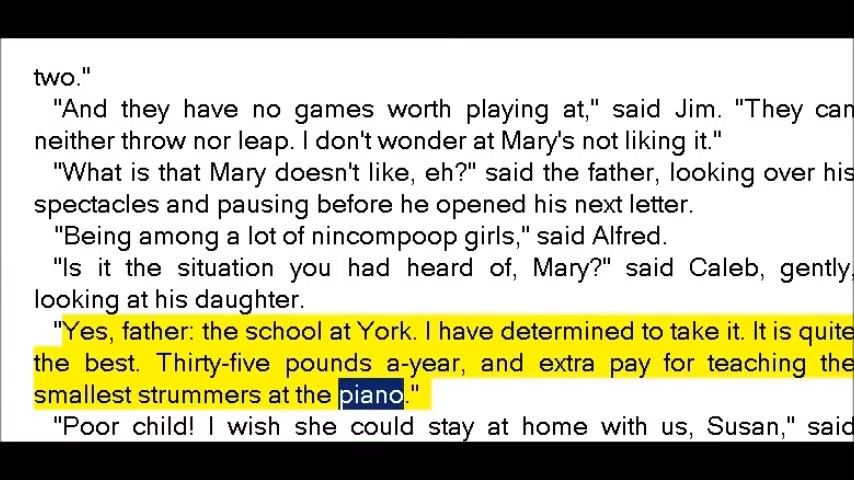 two."
"And they have no games worth playing at," said Jim. "They can
neither throw nor leap. I don't wonder at Mary's not liking it."
"What is that Mary doesn't like, eh?" said the father, looking over his
spectacles and pausing before he opened his next letter.
"Being among a lot of nincompoop girls," said Alfred.
"Is it the situation you had heard of, Mary?" said Caleb, gently,
looking at his daughter.
"Yes, father: the school at York. I have determined to take it. It is quite
the best. Thirty-five pounds a-year, and extra pay for teaching the
smallest strummers at the piano."
"Poor child! I wish she could stay at home with us, Susan," said